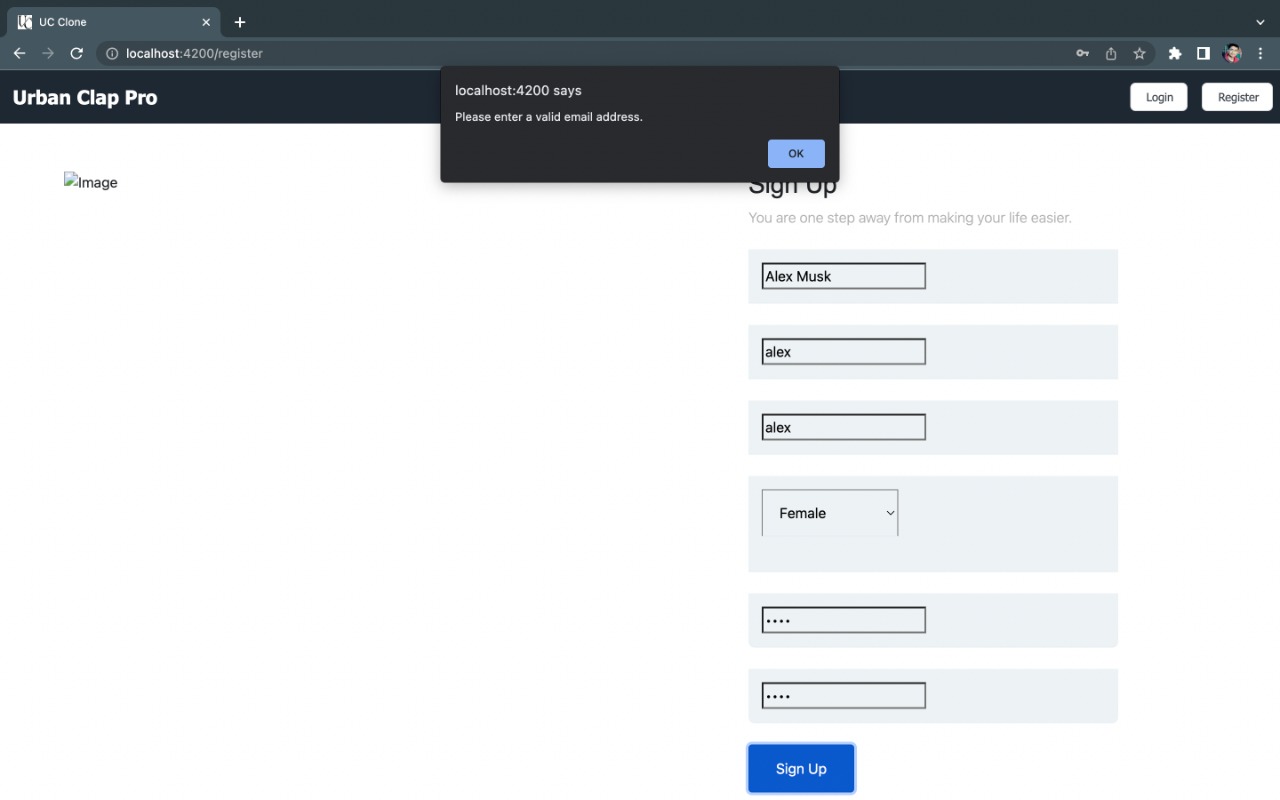 UC Clone
localhost:4200/register
Urban Clap Pro
Login
Register
localhost:4200 says
Please enter a valid email address.
OK
Image
Sign Up
You are one step away from making your life easier.
Alex Musk
alex
alex
Female
••••
••••
Sign Up